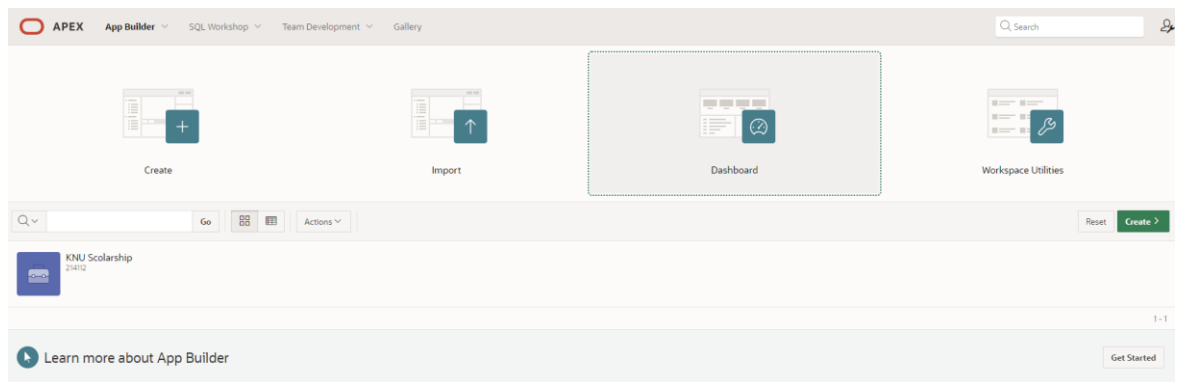 APEX App Builder SQL Workshop Team Development Gallery Search
Create Import Dashboard Workspace Utilities
Go Actions Reset Create >
KNU Scolarship
214112
1 - 1
Learn more about App Builder Get Started